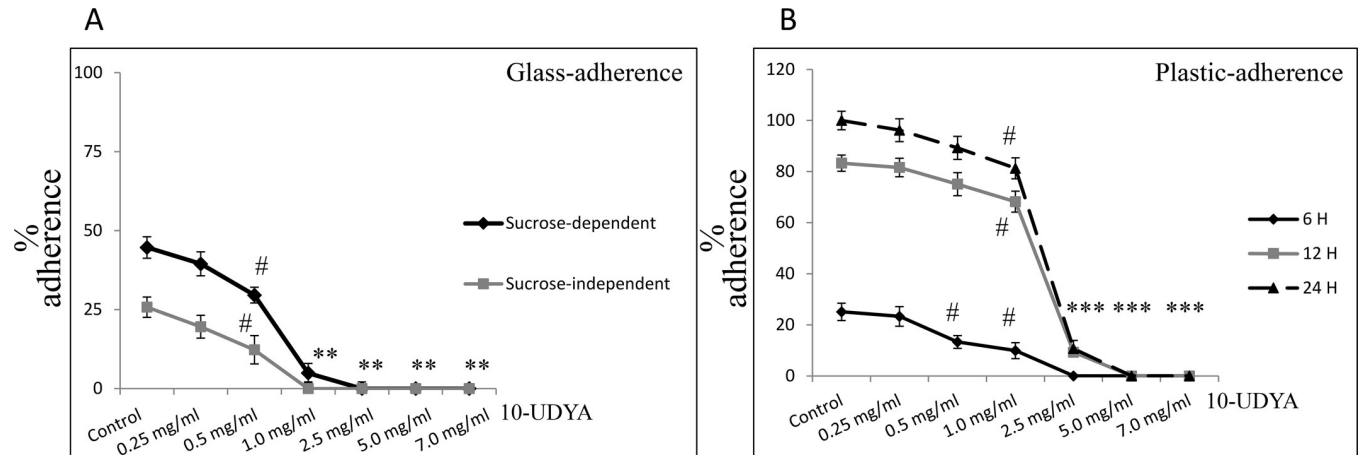 A
Glass-adherence
% adherence
100
75
50
25
0
Sucrose-dependent
Sucrose-independent
#
#
** ** ** **
Control
0.25 mg/ml
0.5 mg/ml
1.0 mg/ml
2.5 mg/ml
5.0 mg/ml
7.0 mg/ml
10-UDYA
B
Plastic-adherence
% adherence
120
100
80
60
40
20
0
6 H
12 H
24 H
#
#
# #
*** *** ***
Control
0.25 mg/ml
0.5 mg/ml
1.0 mg/ml
2.5 mg/ml
5.0 mg/ml
7.0 mg/ml
10-UDYA